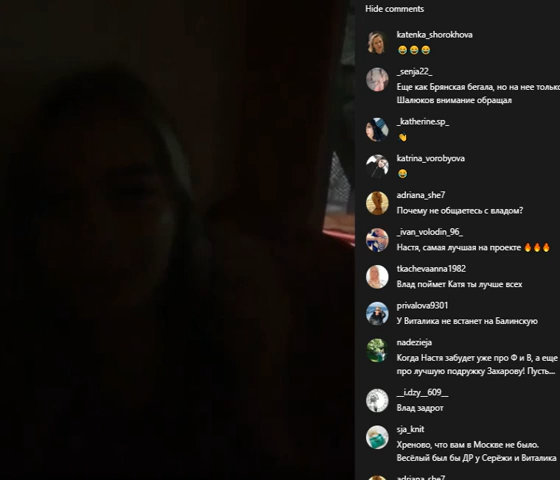 Hide comments
katenka_shorokhova
😂😂😂
_senja22_
Еще как Брянская бегала, но на нее только
Шалюков внимание обращал
_katherine.sp_
👏
katrina_vorobyova
😂
adriana_she7
Почему не общаетесь с владом?
_ivan_volodin_96_
Настя, самая лучшая на проекте 🔥🔥🔥
tkachevaanna1982
Влад поймет Катя ты лучше всех
privalova9301
У Виталика не встанет на Балинскую
nadezieja
Когда Настя забудет уже про Ф и В, а еще
про лучшую подружку Захарову! Пусть...
__i.dzy__609__
Влад задрот
sja_knit
Хреново, что вам в Москве не было.
Весёлый был бы ДР у Серёжи и Виталика
adriana_she7